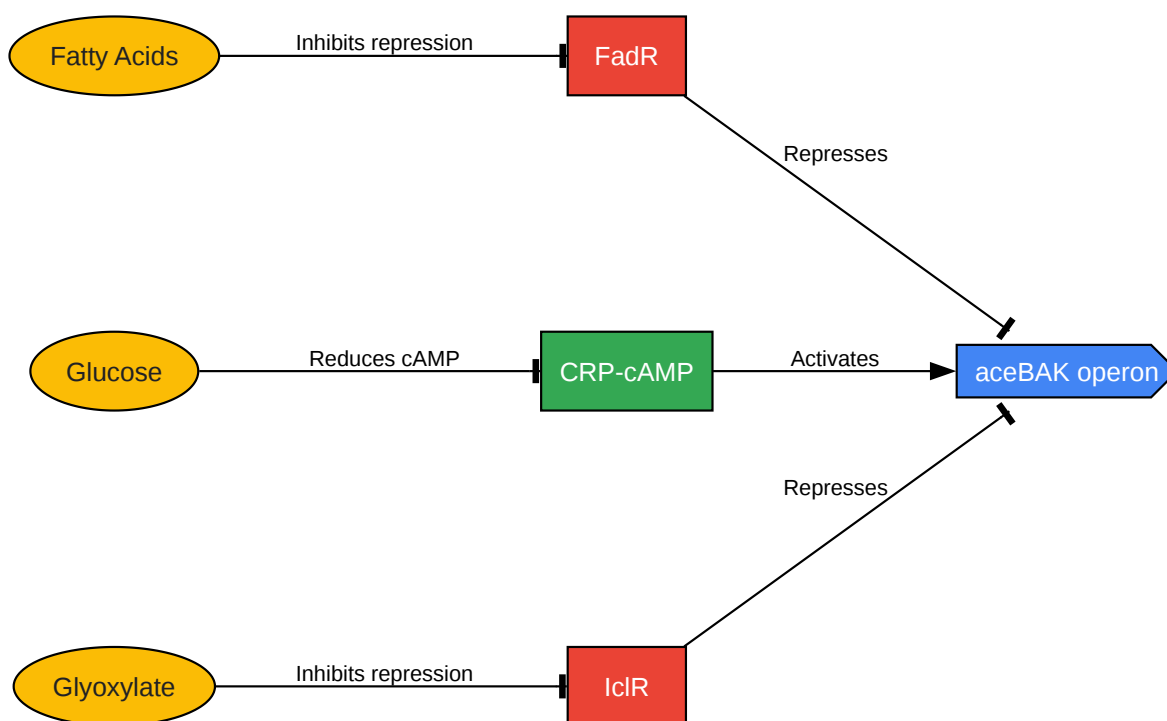 Fatty Acids
Inhibits repression
FadR
Represses
Glucose
Reduces cAMP
CRP-cAMP
Activates
aceBAK operon
Represses
Glyoxylate
Inhibits repression
IclR